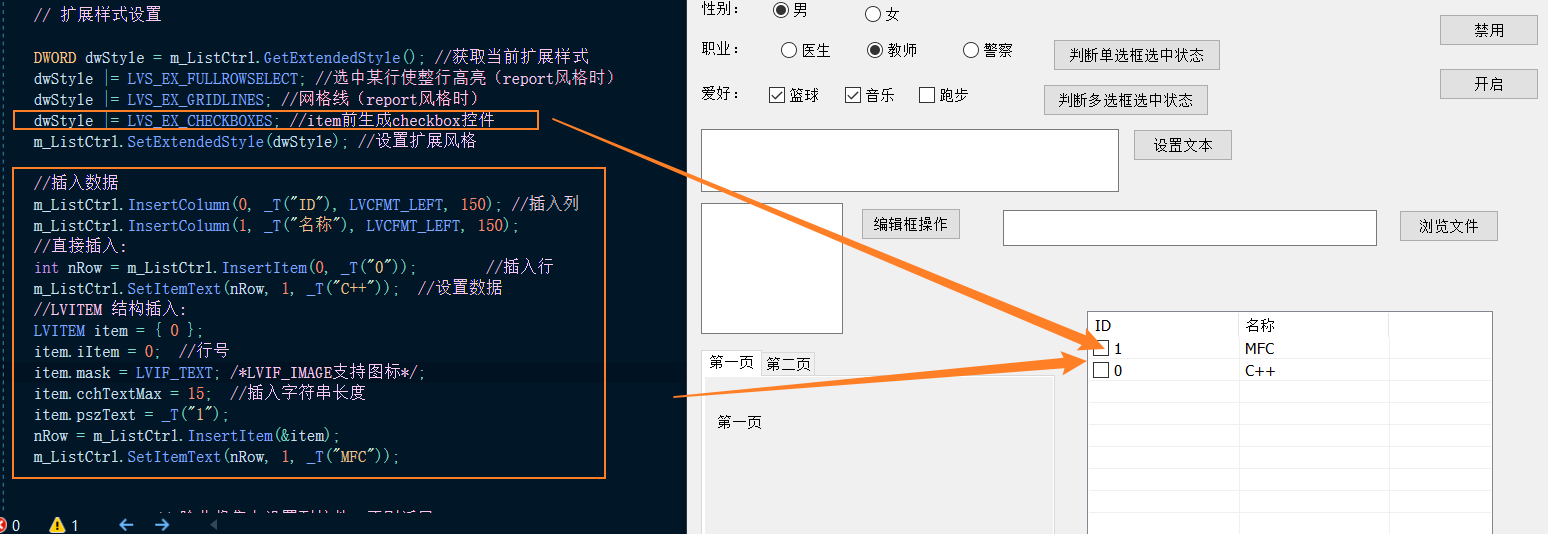 // 扩展样式设置
DWORD dwStyle = m_ListCtrl.GetExtendedStyle(); //获取当前扩展样式
dwStyle |= LVS_EX_FULLROWSELECT; //选中某行使整行高亮（report风格时）
dwStyle |= LVS_EX_GRIDLINES; //网格线（report风格时）
dwStyle |= LVS_EX_CHECKBOXES; //item前生成checkbox控件
m_ListCtrl.SetExtendedStyle(dwStyle); //设置扩展风格
//插入数据
m_ListCtrl.InsertColumn(0, _T("ID"), LVCFMT_LEFT, 150); //插入列
m_ListCtrl.InsertColumn(1, _T("名称"), LVCFMT_LEFT, 150);
//直接插入:
int nRow = m_ListCtrl.InsertItem(0, _T("0")); //插入行
m_ListCtrl.SetItemText(nRow, 1, _T("C++")); //设置数据
//LVITEM 结构插入:
LVITEM item = { 0 };
item.iItem = 0; //行号
item.mask = LVIF_TEXT; /*LVIF_IMAGE支持图标*/;
item.cchTextMax = 15; //插入字符串长度
item.pszText = _T("1");
nRow = m_ListCtrl.InsertItem(&item);
m_ListCtrl.SetItemText(nRow, 1, _T("MFC"));
0 1
性别： 男 女
禁用
职业： 医生 教师 警察 判断单选框选中状态
开启
爱好： 篮球 音乐 跑步 判断多选框选中状态
设置文本
编辑框操作 浏览文件
ID 名称
1 MFC
0 C++
第一页 第二页
第一页